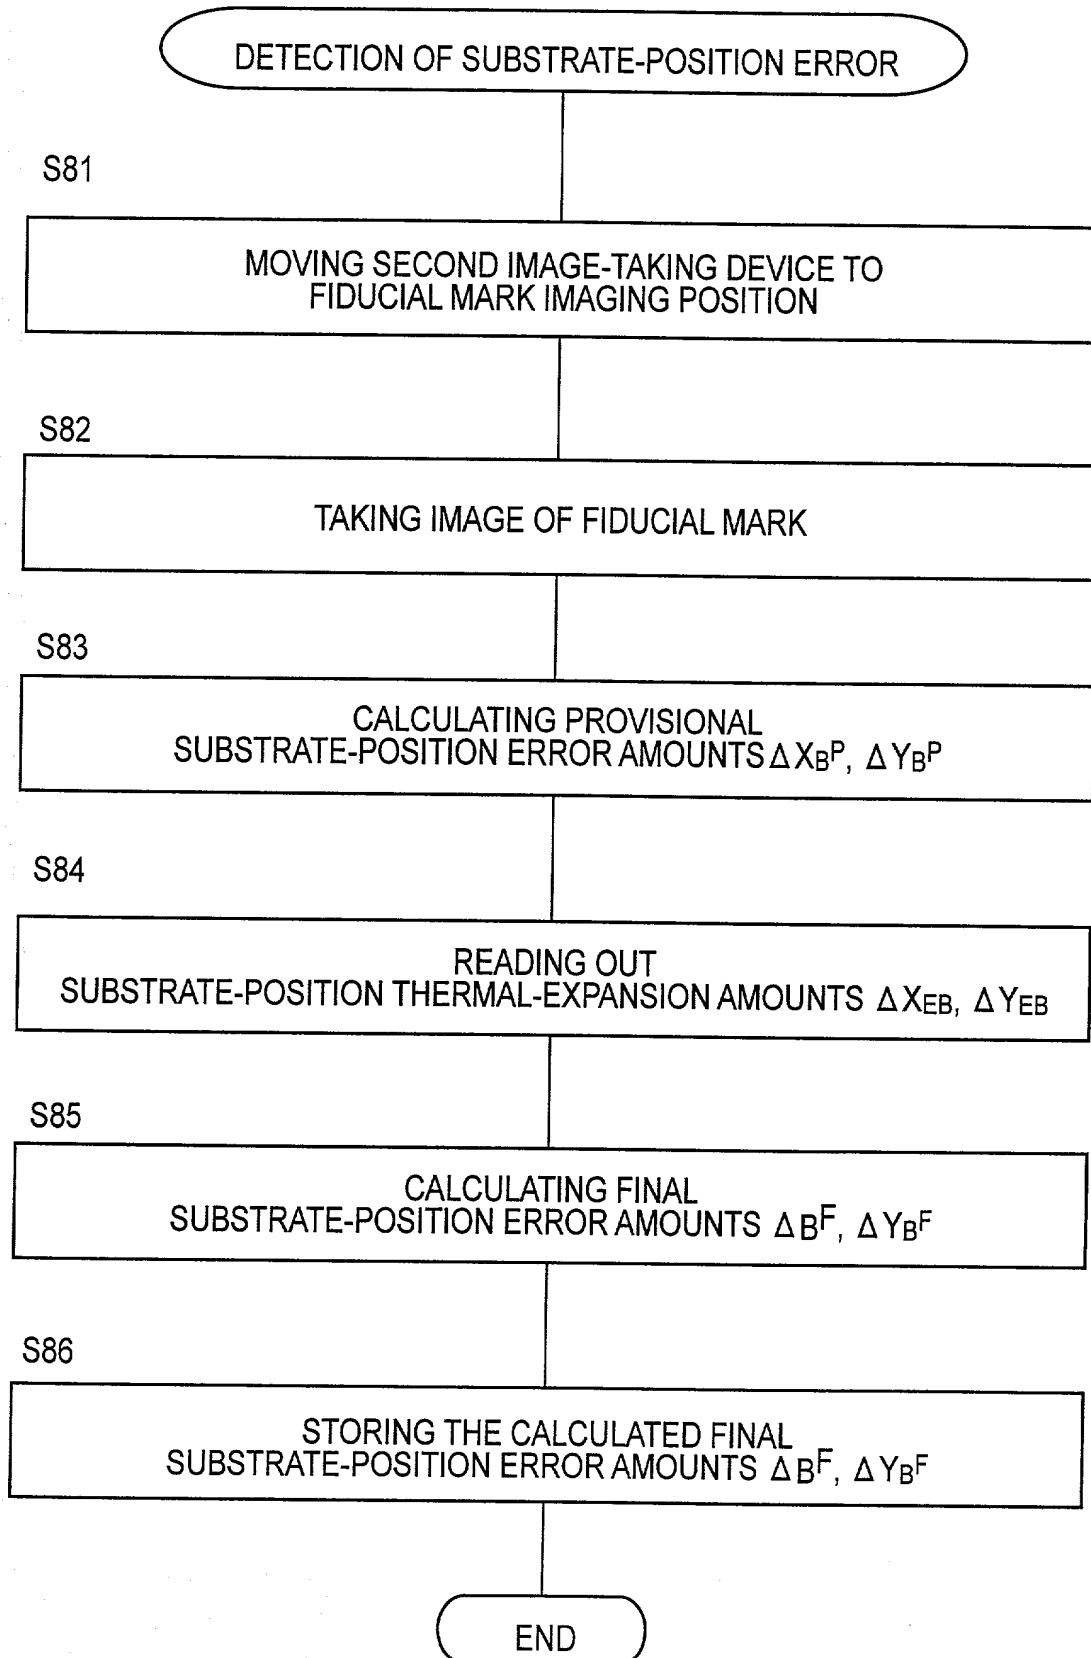 DETECTION OF SUBSTRATE-POSITION ERROR
S81
MOVING SECOND IMAGE-TAKING DEVICE TO
FIDUCIAL MARK IMAGING POSITION
S82
TAKING IMAGE OF FIDUCIAL MARK
S83
CALCULATING PROVISIONAL
SUBSTRATE-POSITION ERROR AMOUNTS ΔXBP, ΔYBP
S84
READING OUT
SUBSTRATE-POSITION THERMAL-EXPANSION AMOUNTS ΔXEB, ΔYEB
S85
CALCULATING FINAL
SUBSTRATE-POSITION ERROR AMOUNTS ΔBF, ΔYBF
S86
STORING THE CALCULATED FINAL
SUBSTRATE-POSITION ERROR AMOUNTS ΔBF, ΔYBF
END